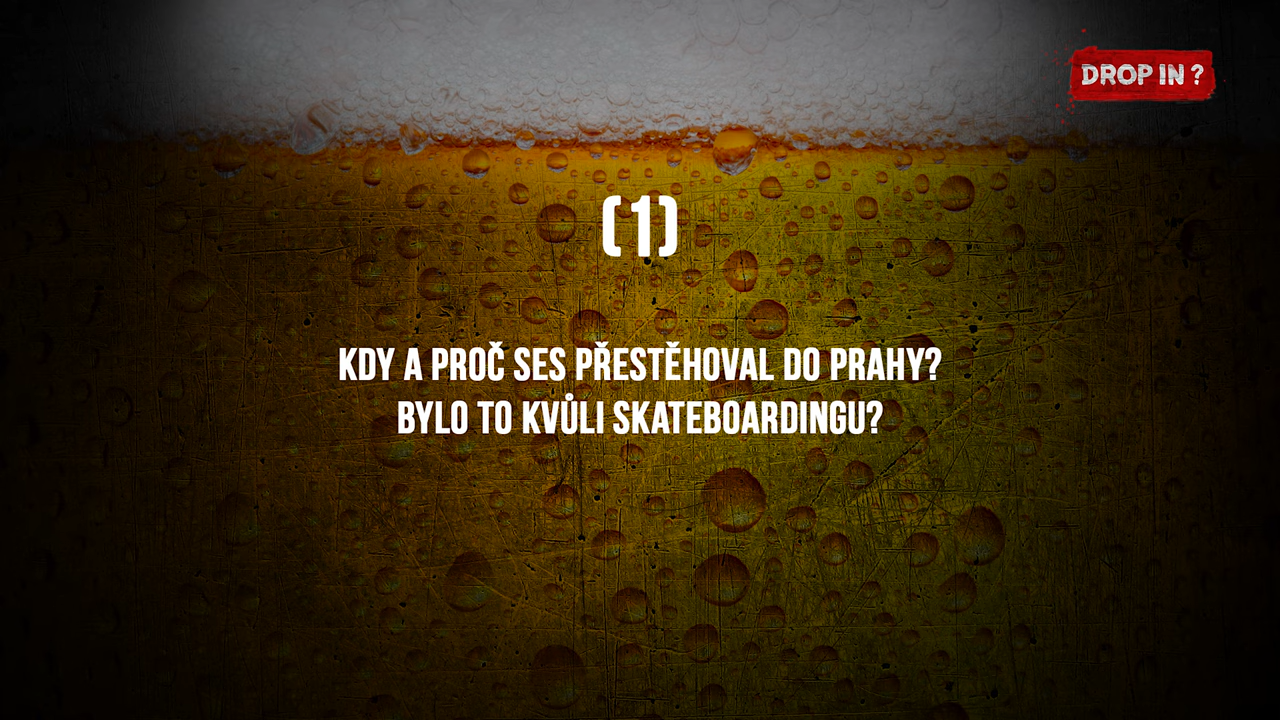 DROP IN ?
(1)
KDY A PROČ SES PŘESTĚHOVAL DO PRAHY?
BYLO TO KVŮLI SKATEBOARDINGU?